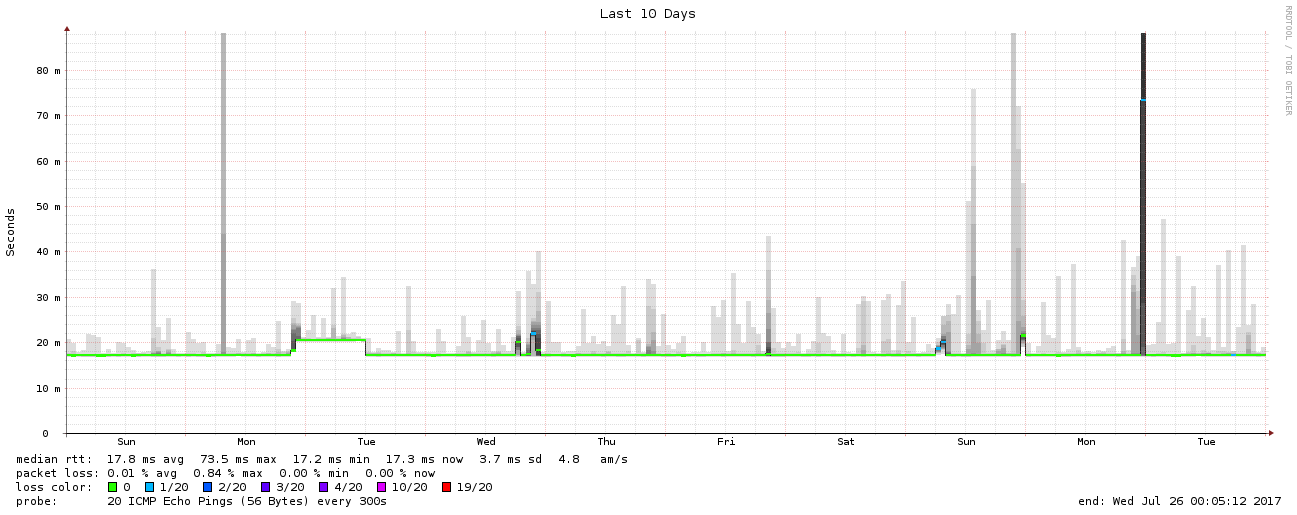 Last 10 Days
RRDTOOL / TOBI OETIKER
Seconds
80 m
70 m
60 m
50 m
40 m
30 m
20 m
10 m
0
Sun Mon Tue Wed Thu Fri Sat Sun Mon Tue
median rtt: 17.8 ms avg 73.5 ms max 17.2 ms min 17.3 ms now 3.7 ms sd 4.8 am/s
packet loss: 0.01 % avg 0.84 % max 0.00 % min 0.00 % now
loss color: 0 1/20 2/20 3/20 4/20 10/20 19/20
probe: 20 ICMP Echo Pings (56 Bytes) every 300s end: Wed Jul 26 00:05:12 2017